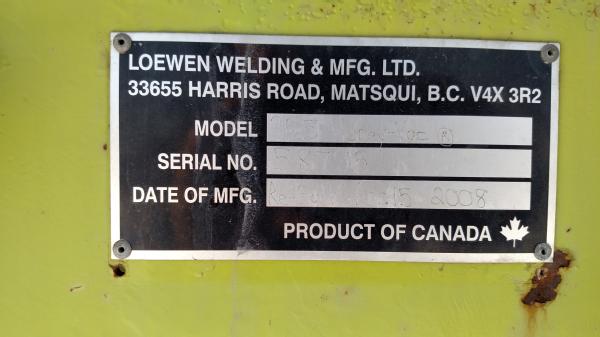 LOEWEN WELDING & MFG. LTD.
33655 HARRIS ROAD, MATSQUI, B.C. V4X 3R2
MODEL
SERIAL NO.
DATE OF MFG. 15 2008
PRODUCT OF CANADA